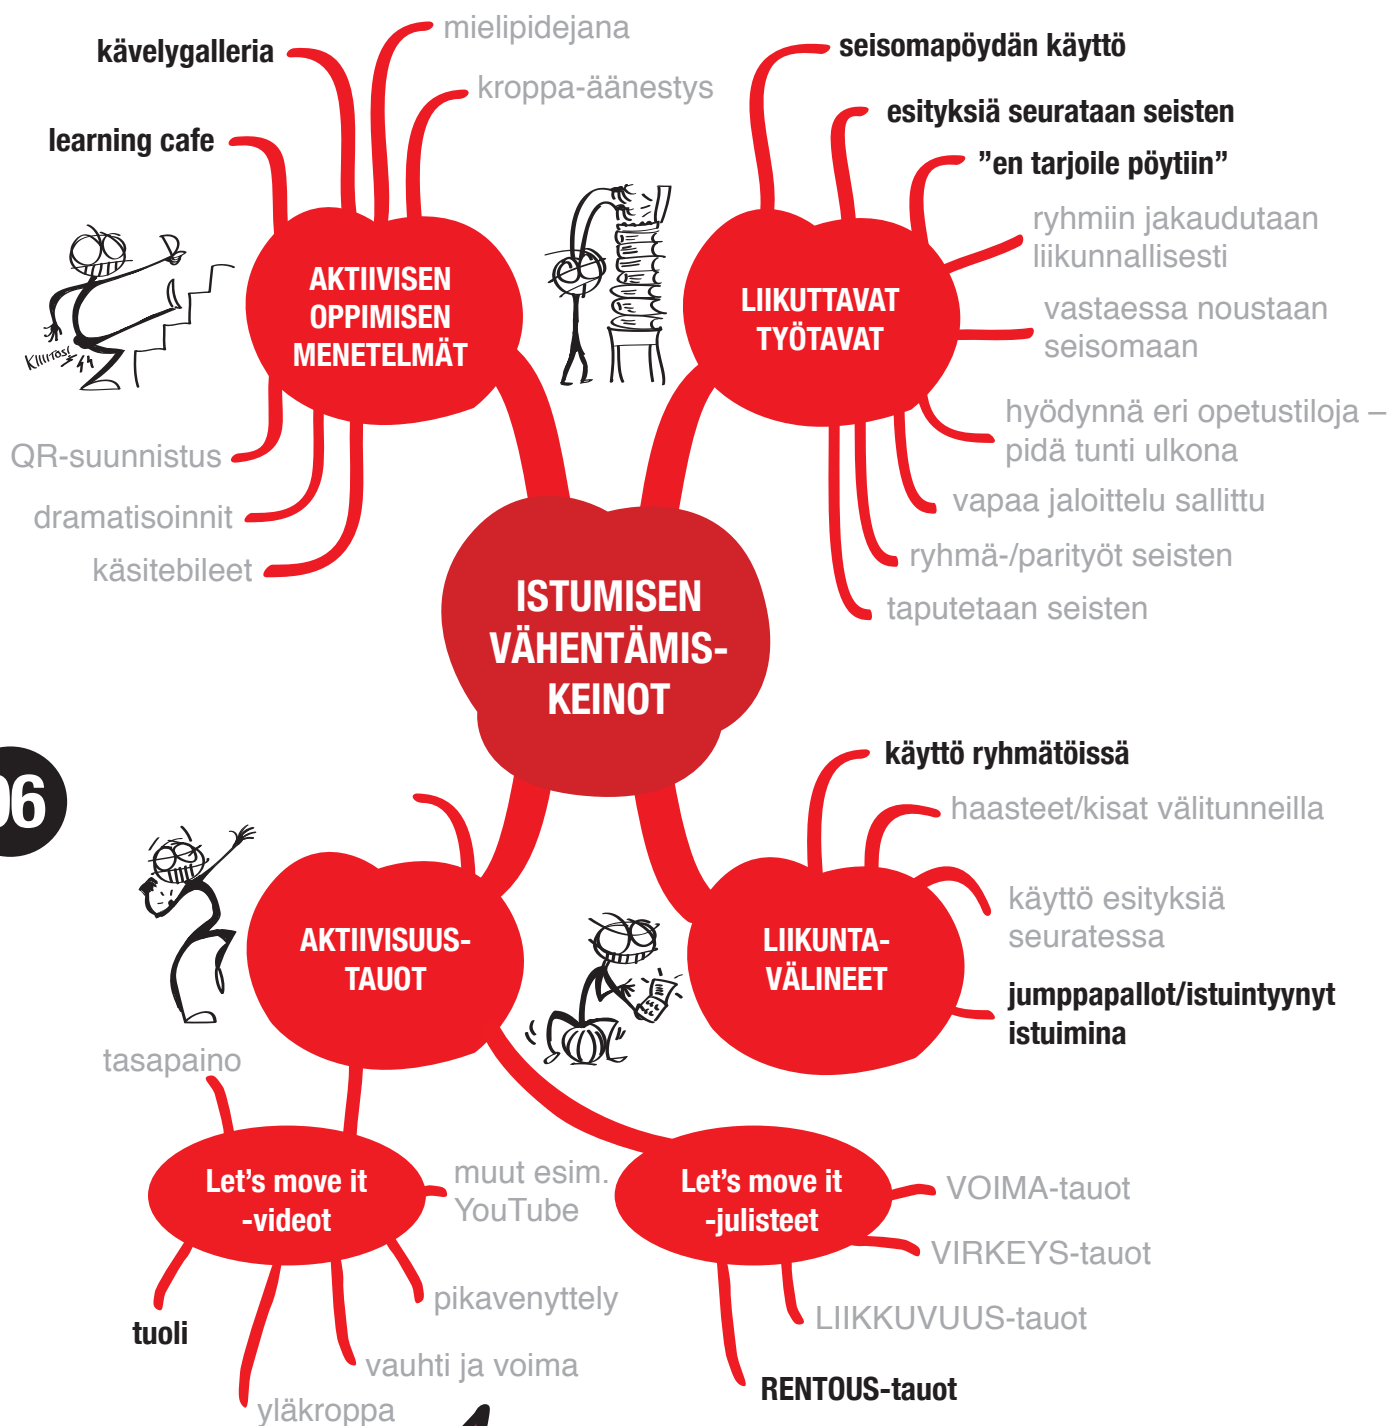 kävelygalleria
mielipidejana
kroppa-äänestys
learning cafe
AKTIIVISEN
OPPIMISEN
MENETELMÄT
KIIITOS!
QR-suunnistus
dramatisoinnit
käsitebileet
seisomapöydän käyttö
esityksiä seurataan seisten
”en tarjoile pöytiin”
ryhmiin jakaudutaan
liikunnallisesti
LIIKUTTAVAT
TYÖTAVAT
vastaessa noustaan
seisomaan
hyödynnä eri opetustiloja –
pidä tunti ulkona
vapaa jaloittelu sallittu
ryhmä-/parityöt seisten
taputetaan seisten
ISTUMISEN
VÄHENTÄMIS-
KEINOT
06
käyttö ryhmätöissä
haasteet/kisat välitunneilla
käyttö esityksiä
seuratessa
LIIKUNTA-
VÄLINEET
jumppapallot/istuintyynyt
istuimina
AKTIIVISUUS-
TAUOT
tasapaino
Let’s move it
-videot
muut esim.
YouTube
pikavenyttely
vauhti ja voima
yläkroppa
tuoli
Let’s move it
-julisteet
VOIMA-tauot
VIRKEYS-tauot
LIIKKUVUUS-tauot
RENTOUS-tauot